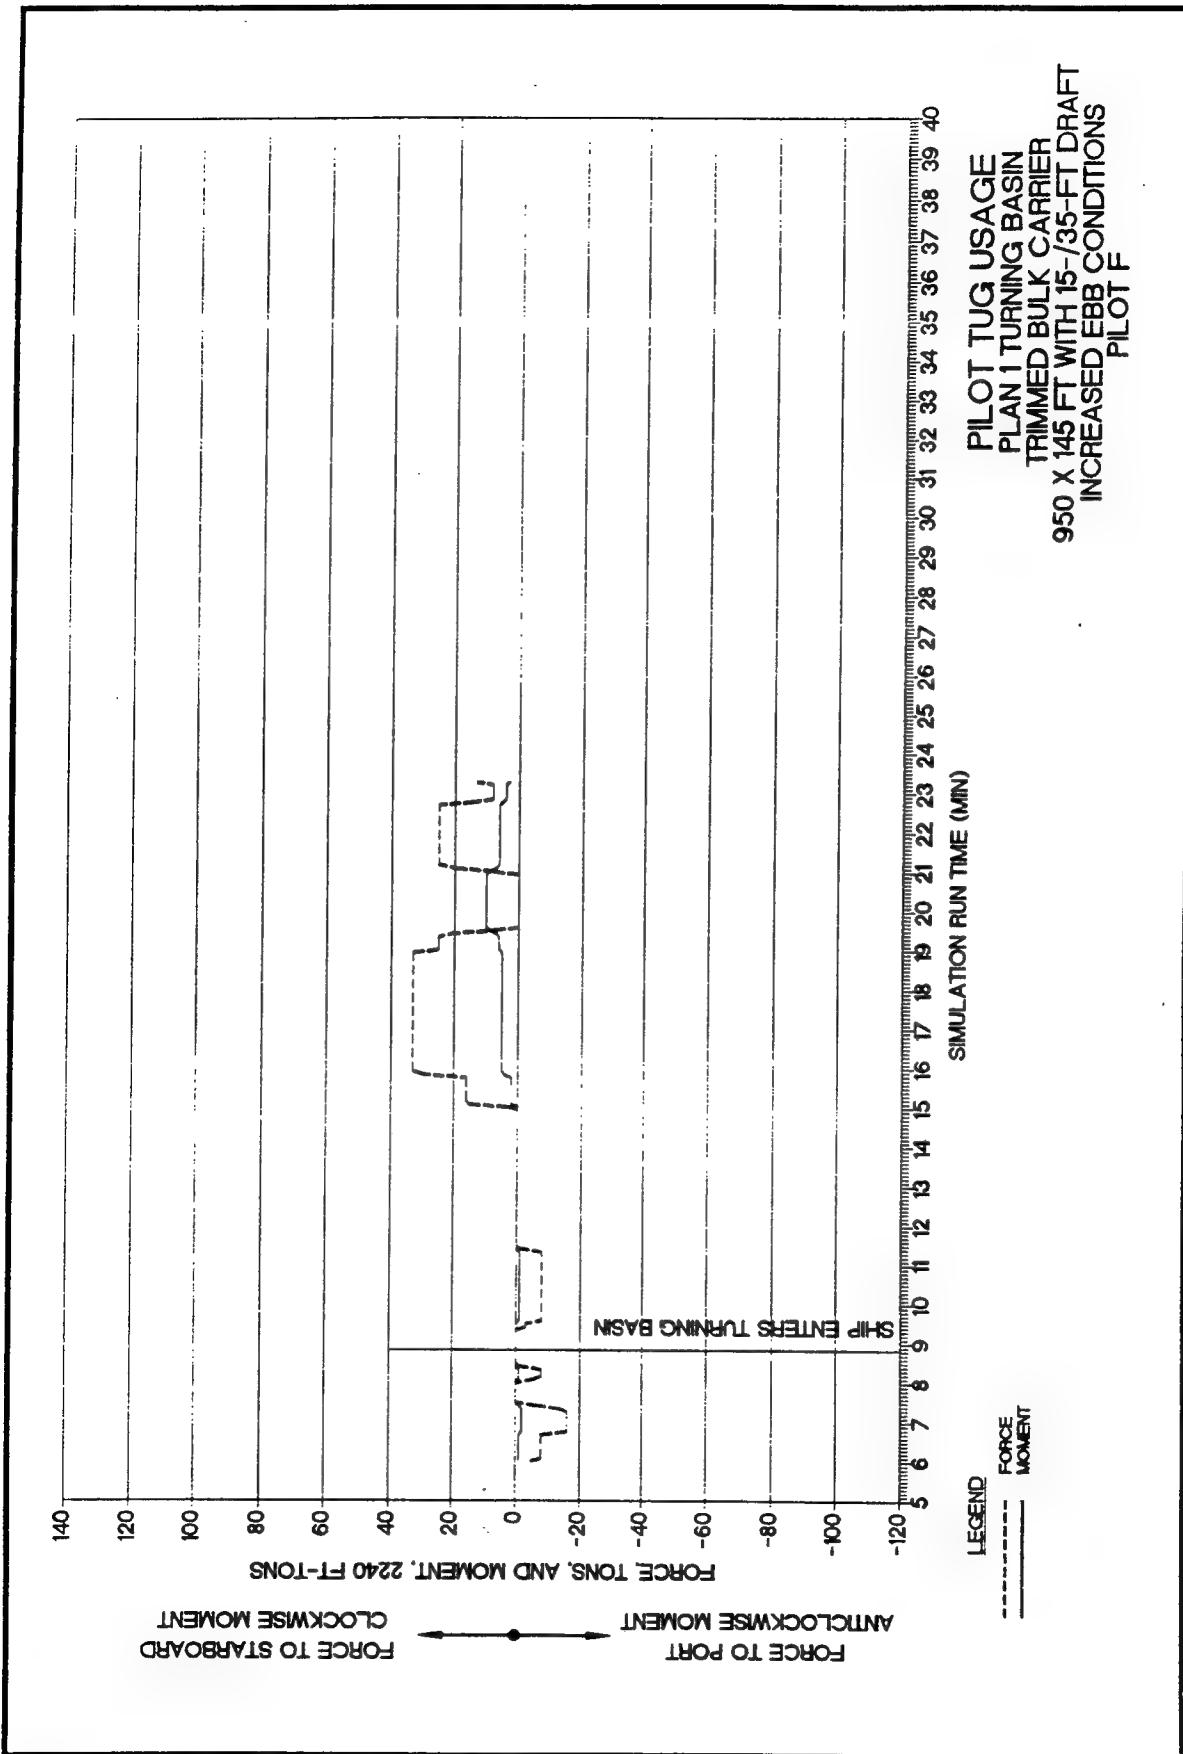 FORCE TO STARBOARD
CLOCKWISE MOMENT
FORCE TO PORT
ANTICLOCKWISE MOMENT
FORCE, TONS, AND MOMENT, 2240 FT-TONS
140
120
100
80
60
40
20
0
-20
-40
-60
-80
-100
-120
SHIP ENTERS TURNING BASIN
5 6 7 8 9 10 11 12 13 14 15 16 17 18 19 20 21 22 23 24 25 26 27 28 29 30 31 32 33 34 35 36 37 38 39 40
SIMULATION RUN TIME (MIN)
LEGEND
FORCE
MOMENT
PILOT TUG USAGE
PLAN 1 TURNING BASIN
TRIMMED BULK CARRIER
950 X 145 FT WITH 15-/35-FT DRAFT
INCREASED EBB CONDITIONS
PILOT F